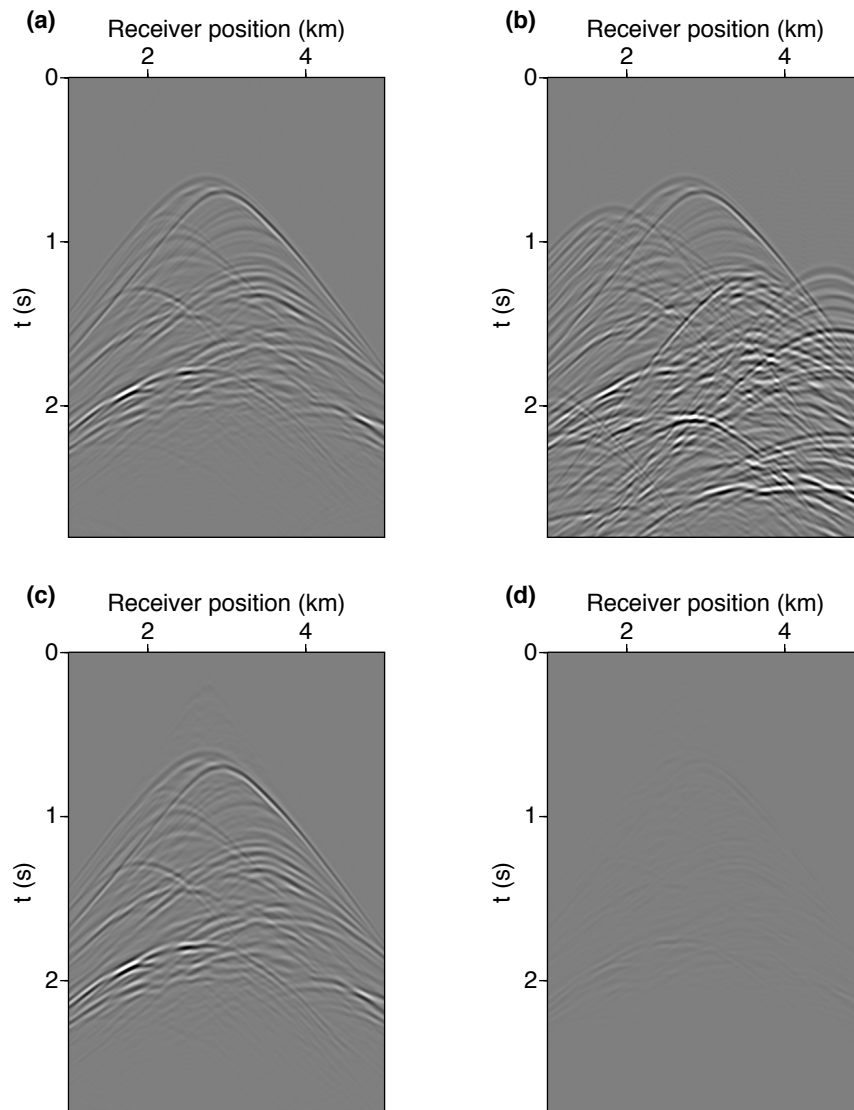 (a)
Receiver position (km)
2 4
0
1
2
t (s)
(b)
Receiver position (km)
2 4
0
1
2
t (s)
(c)
Receiver position (km)
2 4
0
1
2
t (s)
(d)
Receiver position (km)
2 4
0
1
2
t (s)